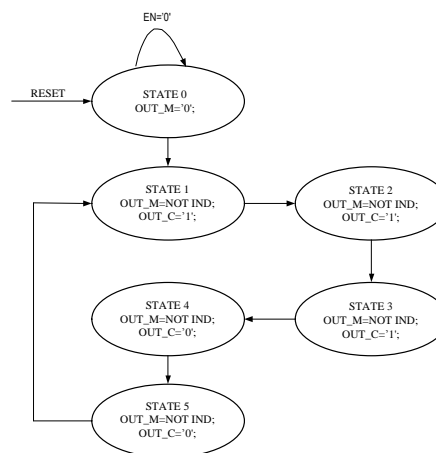 EN='0'
RESET
STATE 0
OUT_M='0';
STATE 1
OUT_M=NOT IND;
OUT_C='1';
STATE 2
OUT_M=NOT IND;
OUT_C='1';
STATE 3
OUT_M=NOT IND;
OUT_C='1';
STATE 4
OUT_M=NOT IND;
OUT_C='0';
STATE 5
OUT_M=NOT IND;
OUT_C='0';